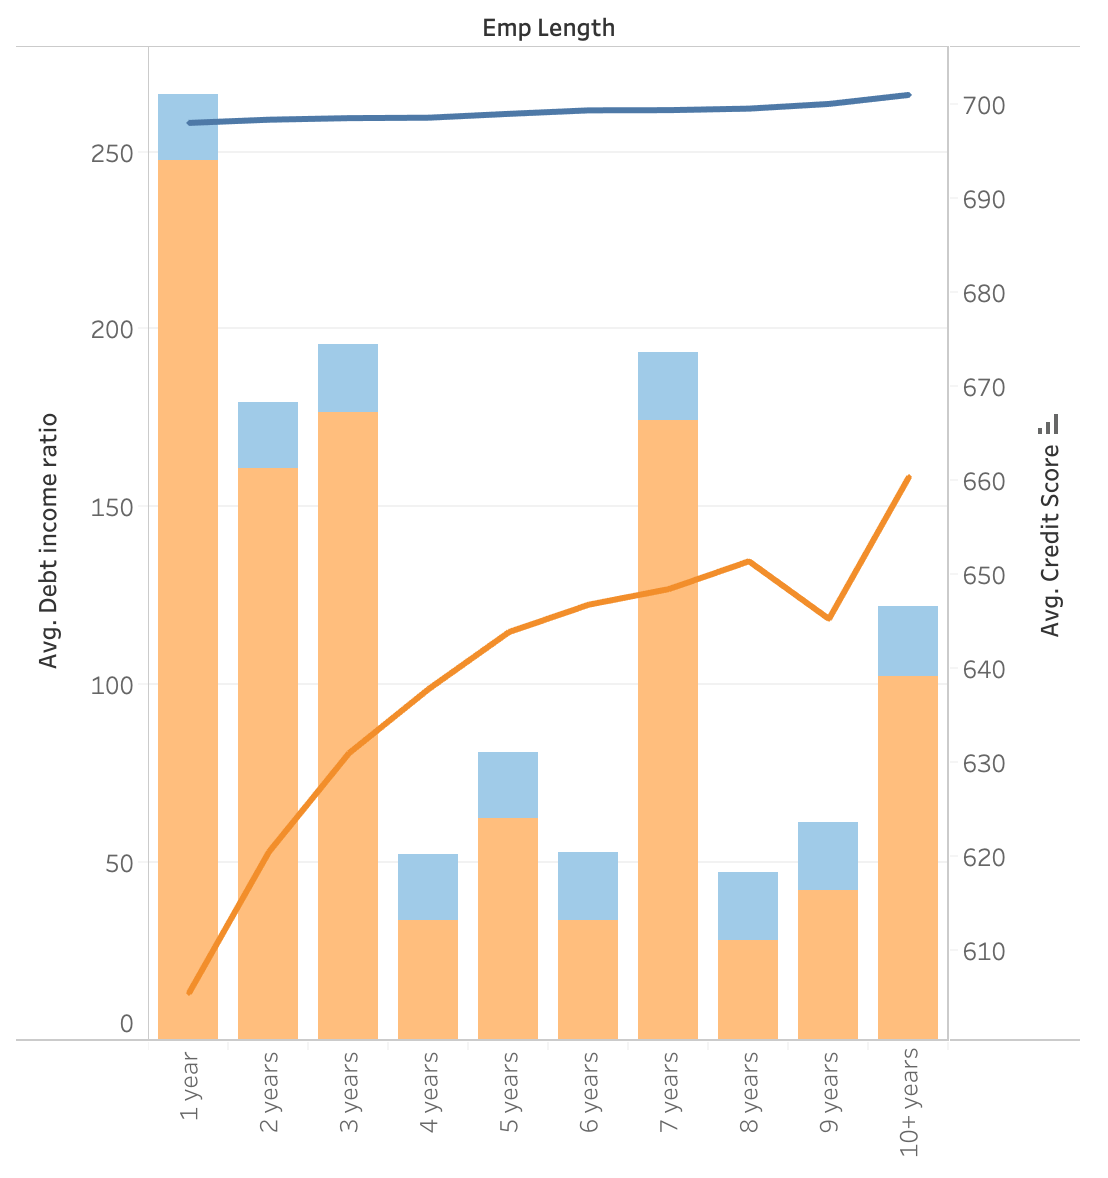 Emp Length
Avg. Debt income ratio
250
200
150
100
50
0
700
690
680
670
660
650
640
630
620
610
Avg. Credit Score
1 year
2 years
3 years
4 years
5 years
6 years
7 years
8 years
9 years
10+ years